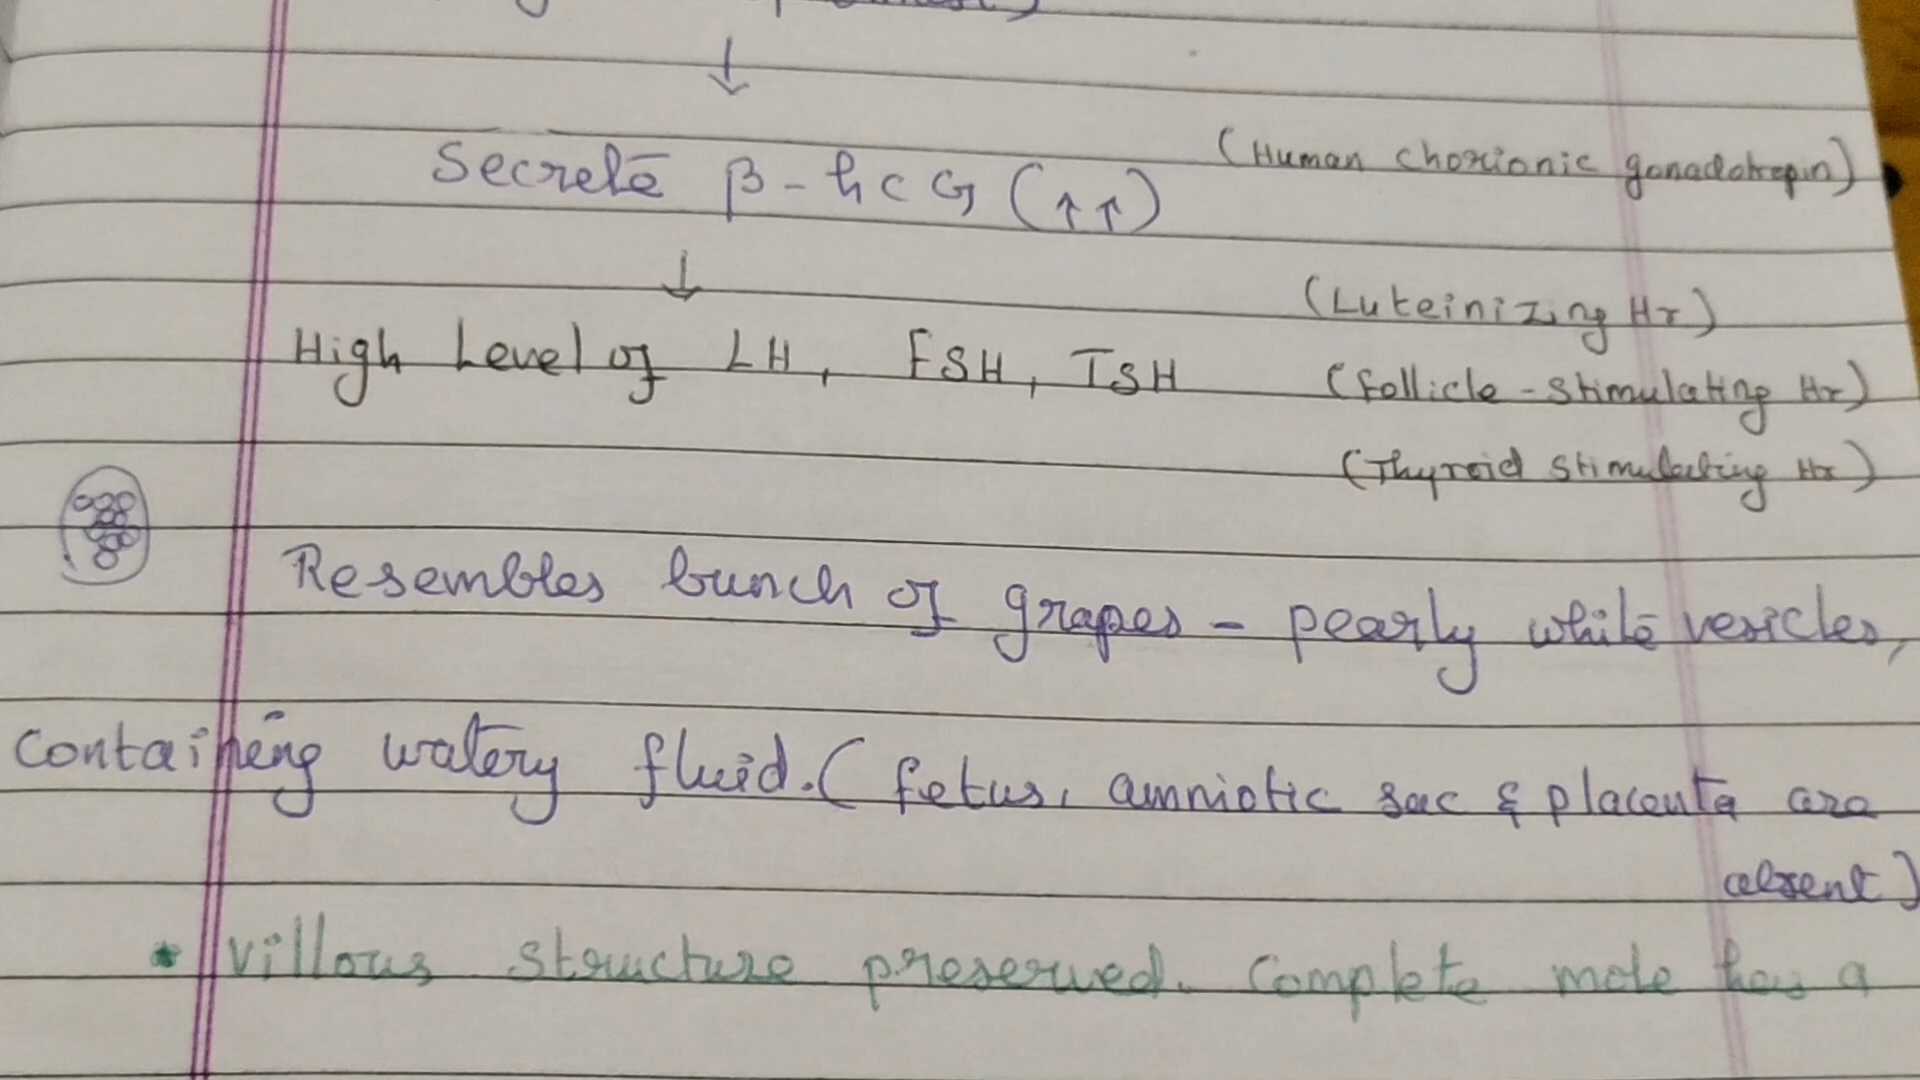 ↓
(Human chorionic gonadotropin)
Secrete β-hCG (↑↑)
↓
(Luteinizing Hr)
High Level of LH, FSH, TSH
(Follicle-Stimulating Hr)
(Thyroid Stimulating Hr)
Resembles bunch of grapes - pearly white vesicles,
Containing watery fluid. (fetus, amniotic sac & placenta are
absent)
* Villous structure preserved. Complete mole has a